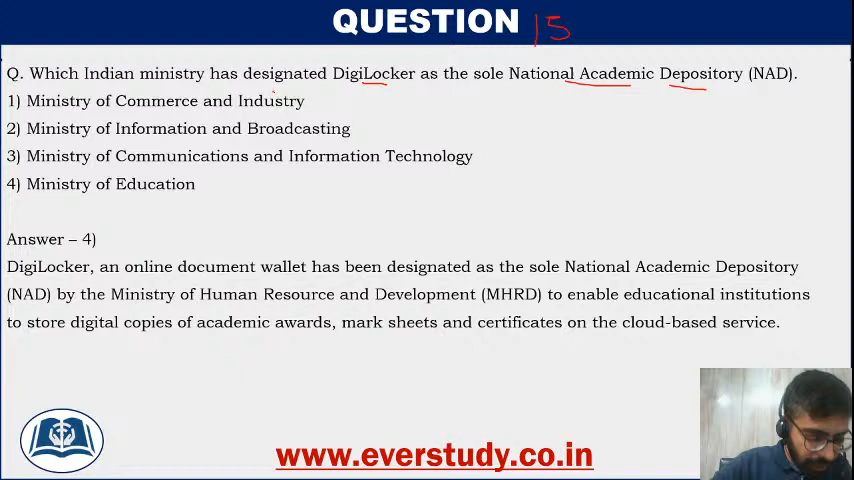 QUESTION 15
Q. Which Indian ministry has designated DigiLocker as the sole National Academic Depository (NAD).
1) Ministry of Commerce and Industry
2) Ministry of Information and Broadcasting
3) Ministry of Communications and Information Technology
4) Ministry of Education
Answer – 4)
DigiLocker, an online document wallet has been designated as the sole National Academic Depository
(NAD) by the Ministry of Human Resource and Development (MHRD) to enable educational institutions
to store digital copies of academic awards, mark sheets and certificates on the cloud-based service.
www.everstudy.co.in